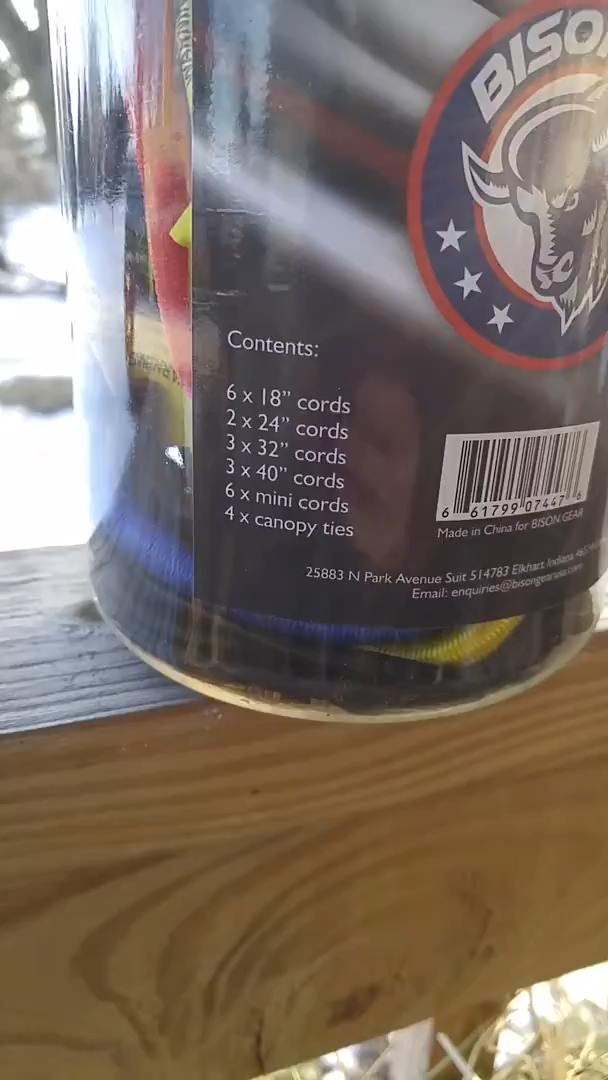 BISO
Contents:
6 x 18” cords
2 x 24” cords
3 x 32” cords
3 x 40” cords
6 x mini cords
4 x canopy ties
6 61799 07447 6
Made in China for BISON GEAR
25883 N Park Avenue Suit 514783 Elkhart, Indiana,
Email: enquiries@bisongearusa.com